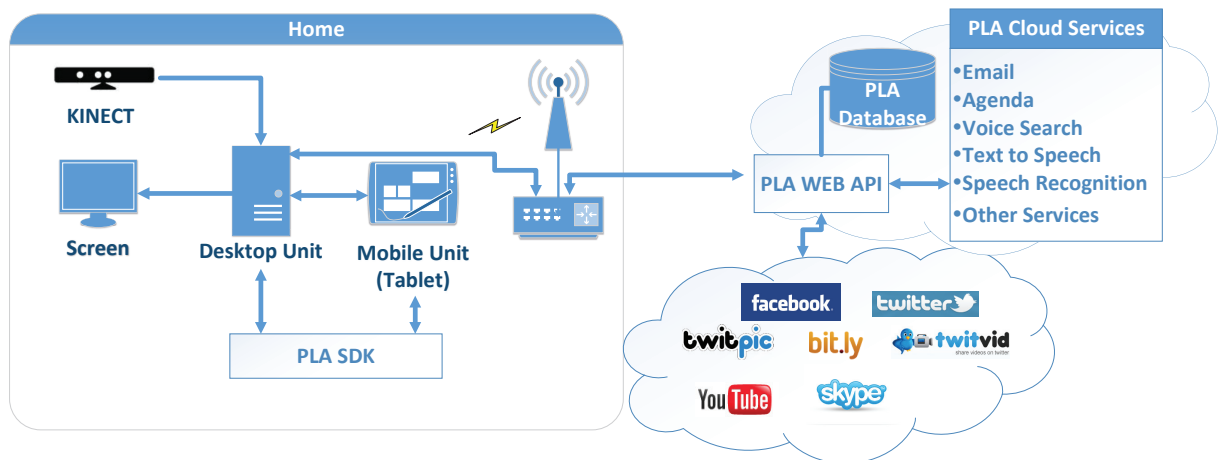 Home
KINECT
Screen
Desktop Unit
Mobile Unit
(Tablet)
PLA SDK
PLA
Database
PLA WEB API
PLA Cloud Services
•Email
•Agenda
•Voice Search
•Text to Speech
•Speech Recognition
•Other Services
facebook.
twitter
twitpic
bit.ly
twitvid
share videos on twitter
YouTube
skype